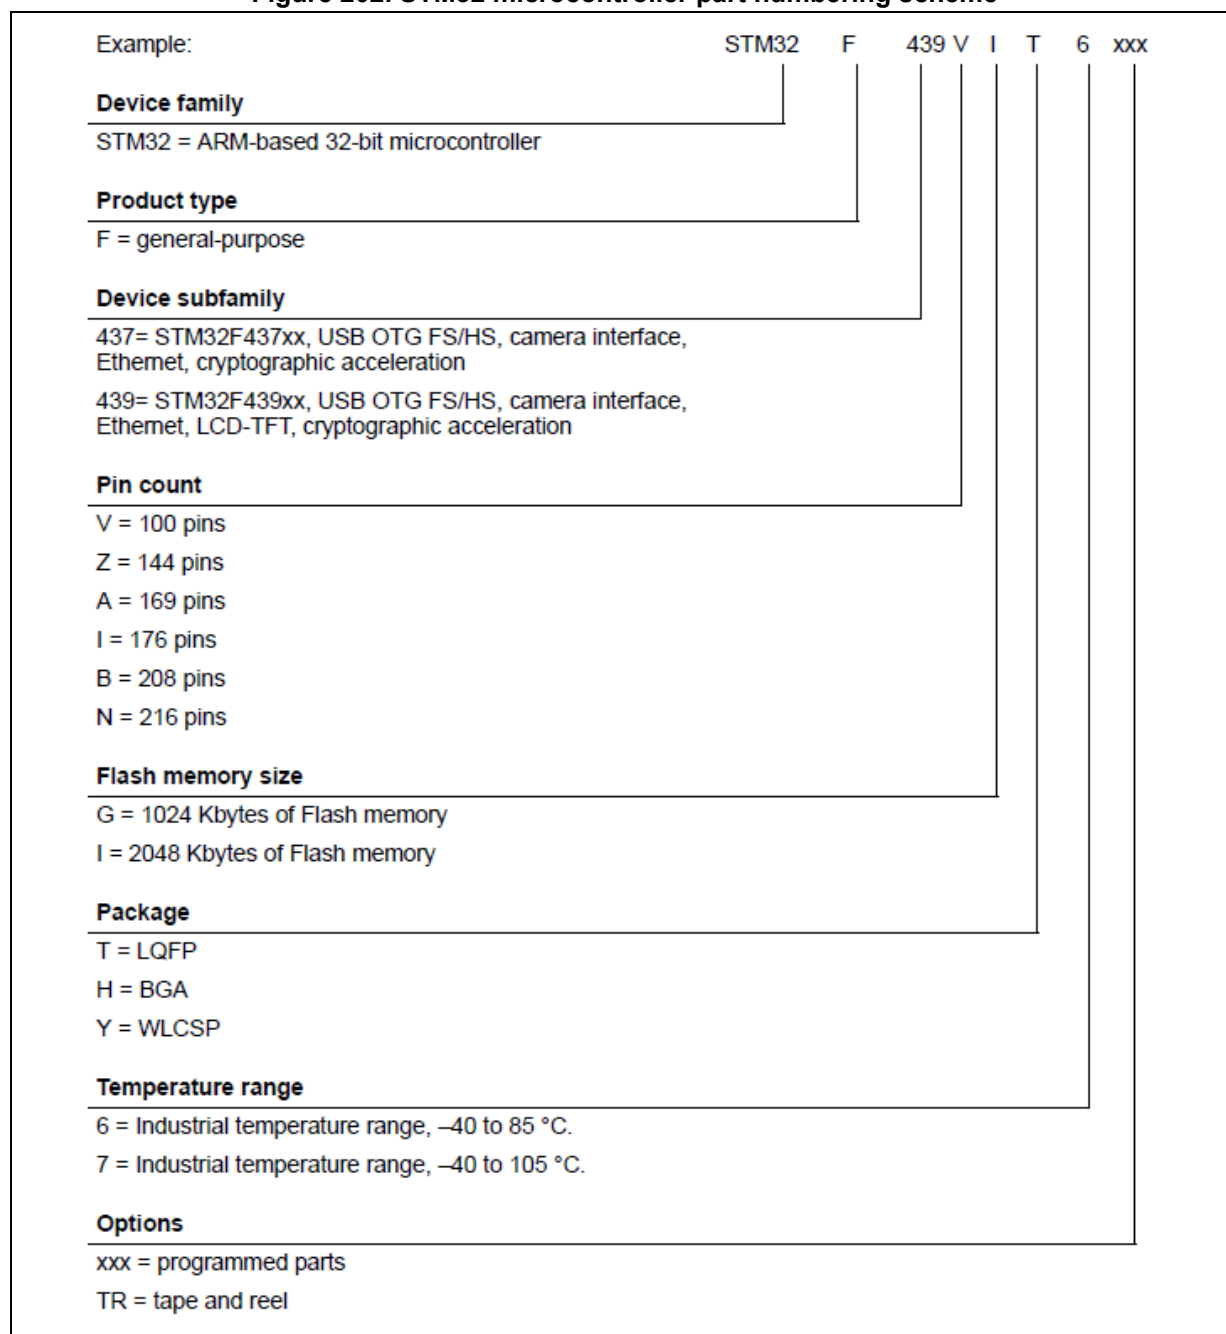 Figure 202. STM32 microcontroller part numbering scheme
Example: STM32 F 439 V I T 6 xxx
Device family
STM32 = ARM-based 32-bit microcontroller
Product type
F = general-purpose
Device subfamily
437= STM32F437xx, USB OTG FS/HS, camera interface,
Ethernet, cryptographic acceleration
439= STM32F439xx, USB OTG FS/HS, camera interface,
Ethernet, LCD-TFT, cryptographic acceleration
Pin count
V = 100 pins
Z = 144 pins
A = 169 pins
I = 176 pins
B = 208 pins
N = 216 pins
Flash memory size
G = 1024 Kbytes of Flash memory
I = 2048 Kbytes of Flash memory
Package
T = LQFP
H = BGA
Y = WLCSP
Temperature range
6 = Industrial temperature range, –40 to 85 °C.
7 = Industrial temperature range, –40 to 105 °C.
Options
xxx = programmed parts
TR = tape and reel